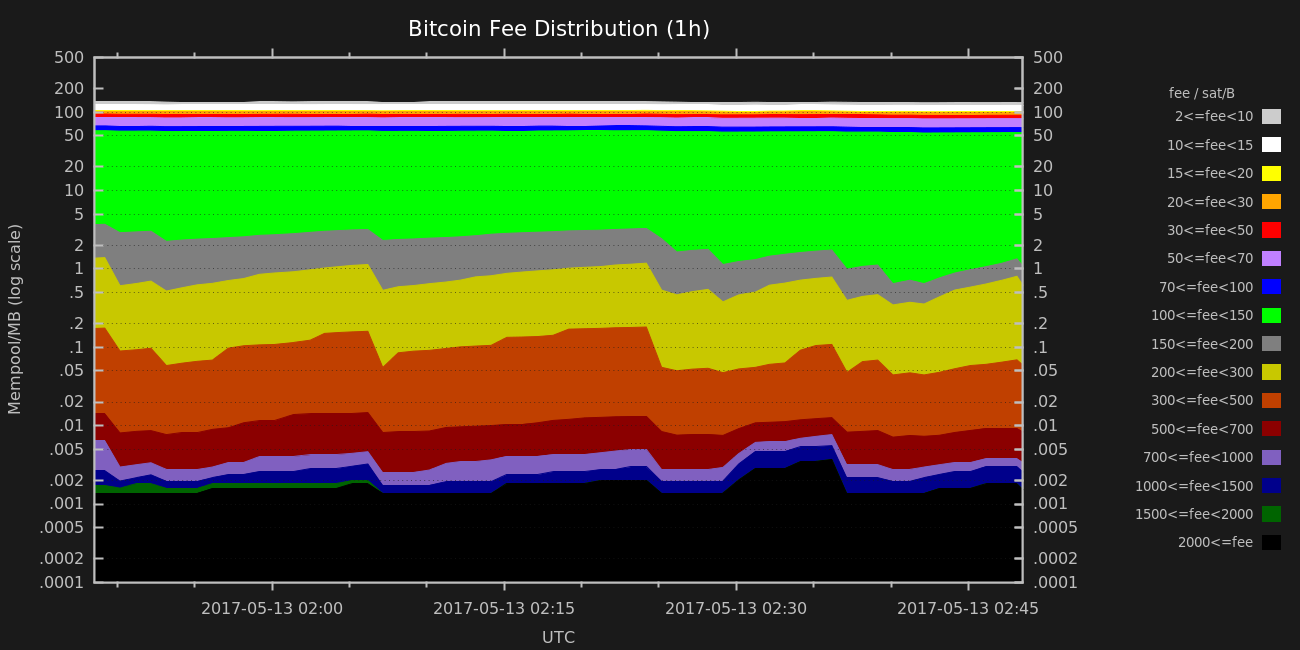 Bitcoin Fee Distribution (1h)
Mempool/MB (log scale)
500
200
100
50
20
10
5
2
1
.5
.2
.1
.05
.02
.01
.005
.002
.001
.0005
.0002
.0001
500
200
100
50
20
10
5
2
1
.5
.2
.1
.05
.02
.01
.005
.002
.001
.0005
.0002
.0001
2017-05-13 02:00
2017-05-13 02:15
2017-05-13 02:30
2017-05-13 02:45
UTC
fee / sat/B
2<=fee<10
10<=fee<15
15<=fee<20
20<=fee<30
30<=fee<50
50<=fee<70
70<=fee<100
100<=fee<150
150<=fee<200
200<=fee<300
300<=fee<500
500<=fee<700
700<=fee<1000
1000<=fee<1500
1500<=fee<2000
2000<=fee